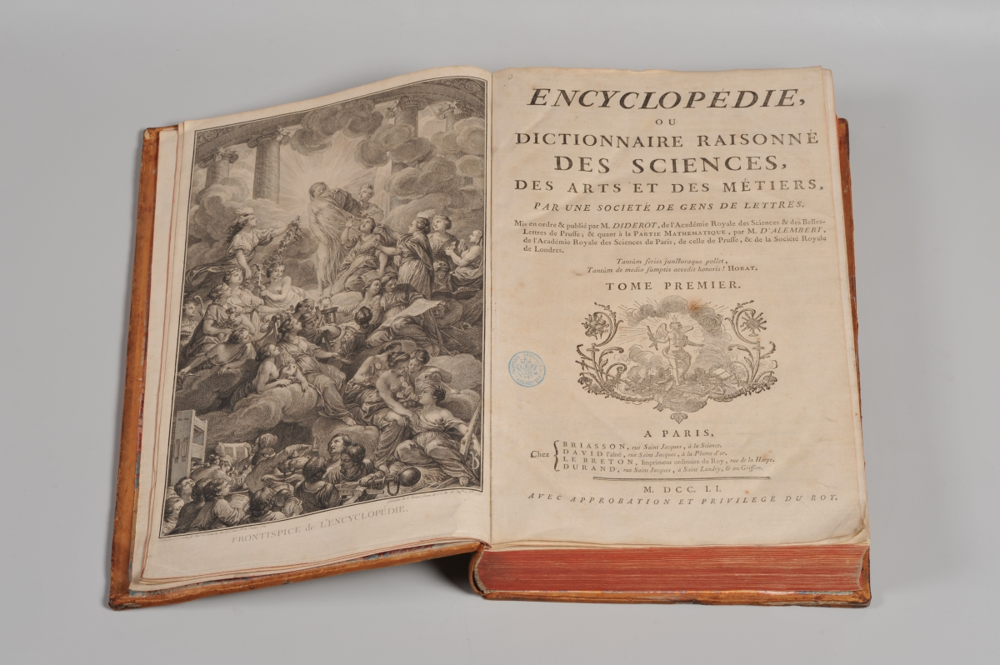 FRONTISPICE de L'ENCYCLOPÉDIE.
ENCYCLOPEDIE,
OU
DICTIONNAIRE RAISONNÉ
DES SCIENCES,
DES ARTS ET DES MÉTIERS,
PAR UNE SOCIETÉ DE GENS DE LETTRES.
Mis en ordre & publié par M. DIDEROT, de l'Académie Royale des Sciences & des Belles-
Lettres de Prusse; & quant à la PARTIE MATHÉMATIQUE, par M. D'ALEMBERT,
de l'Académie Royale des Sciences de Paris, de celle de Prusse, & de la Société Royale
de Londres.
Tantùm series juncturaque pollet,
Tantùm de medio sumptis accedit honoris! HORAT.
TOME PREMIER.
A PARIS,
Chez
BRIASSON, rue Saint Jacques, à la Science.
DAVID l'aîné, rue Saint Jacques, à la Plume d'or.
LE BRETON, Imprimeur ordinaire du Roy, rue de la Harpe.
DURAND, rue Saint Jacques, à Saint Landry, & au Griffon.
M. DCC. LI.
AVEC APPROBATION ET PRIVILEGE DU ROY.